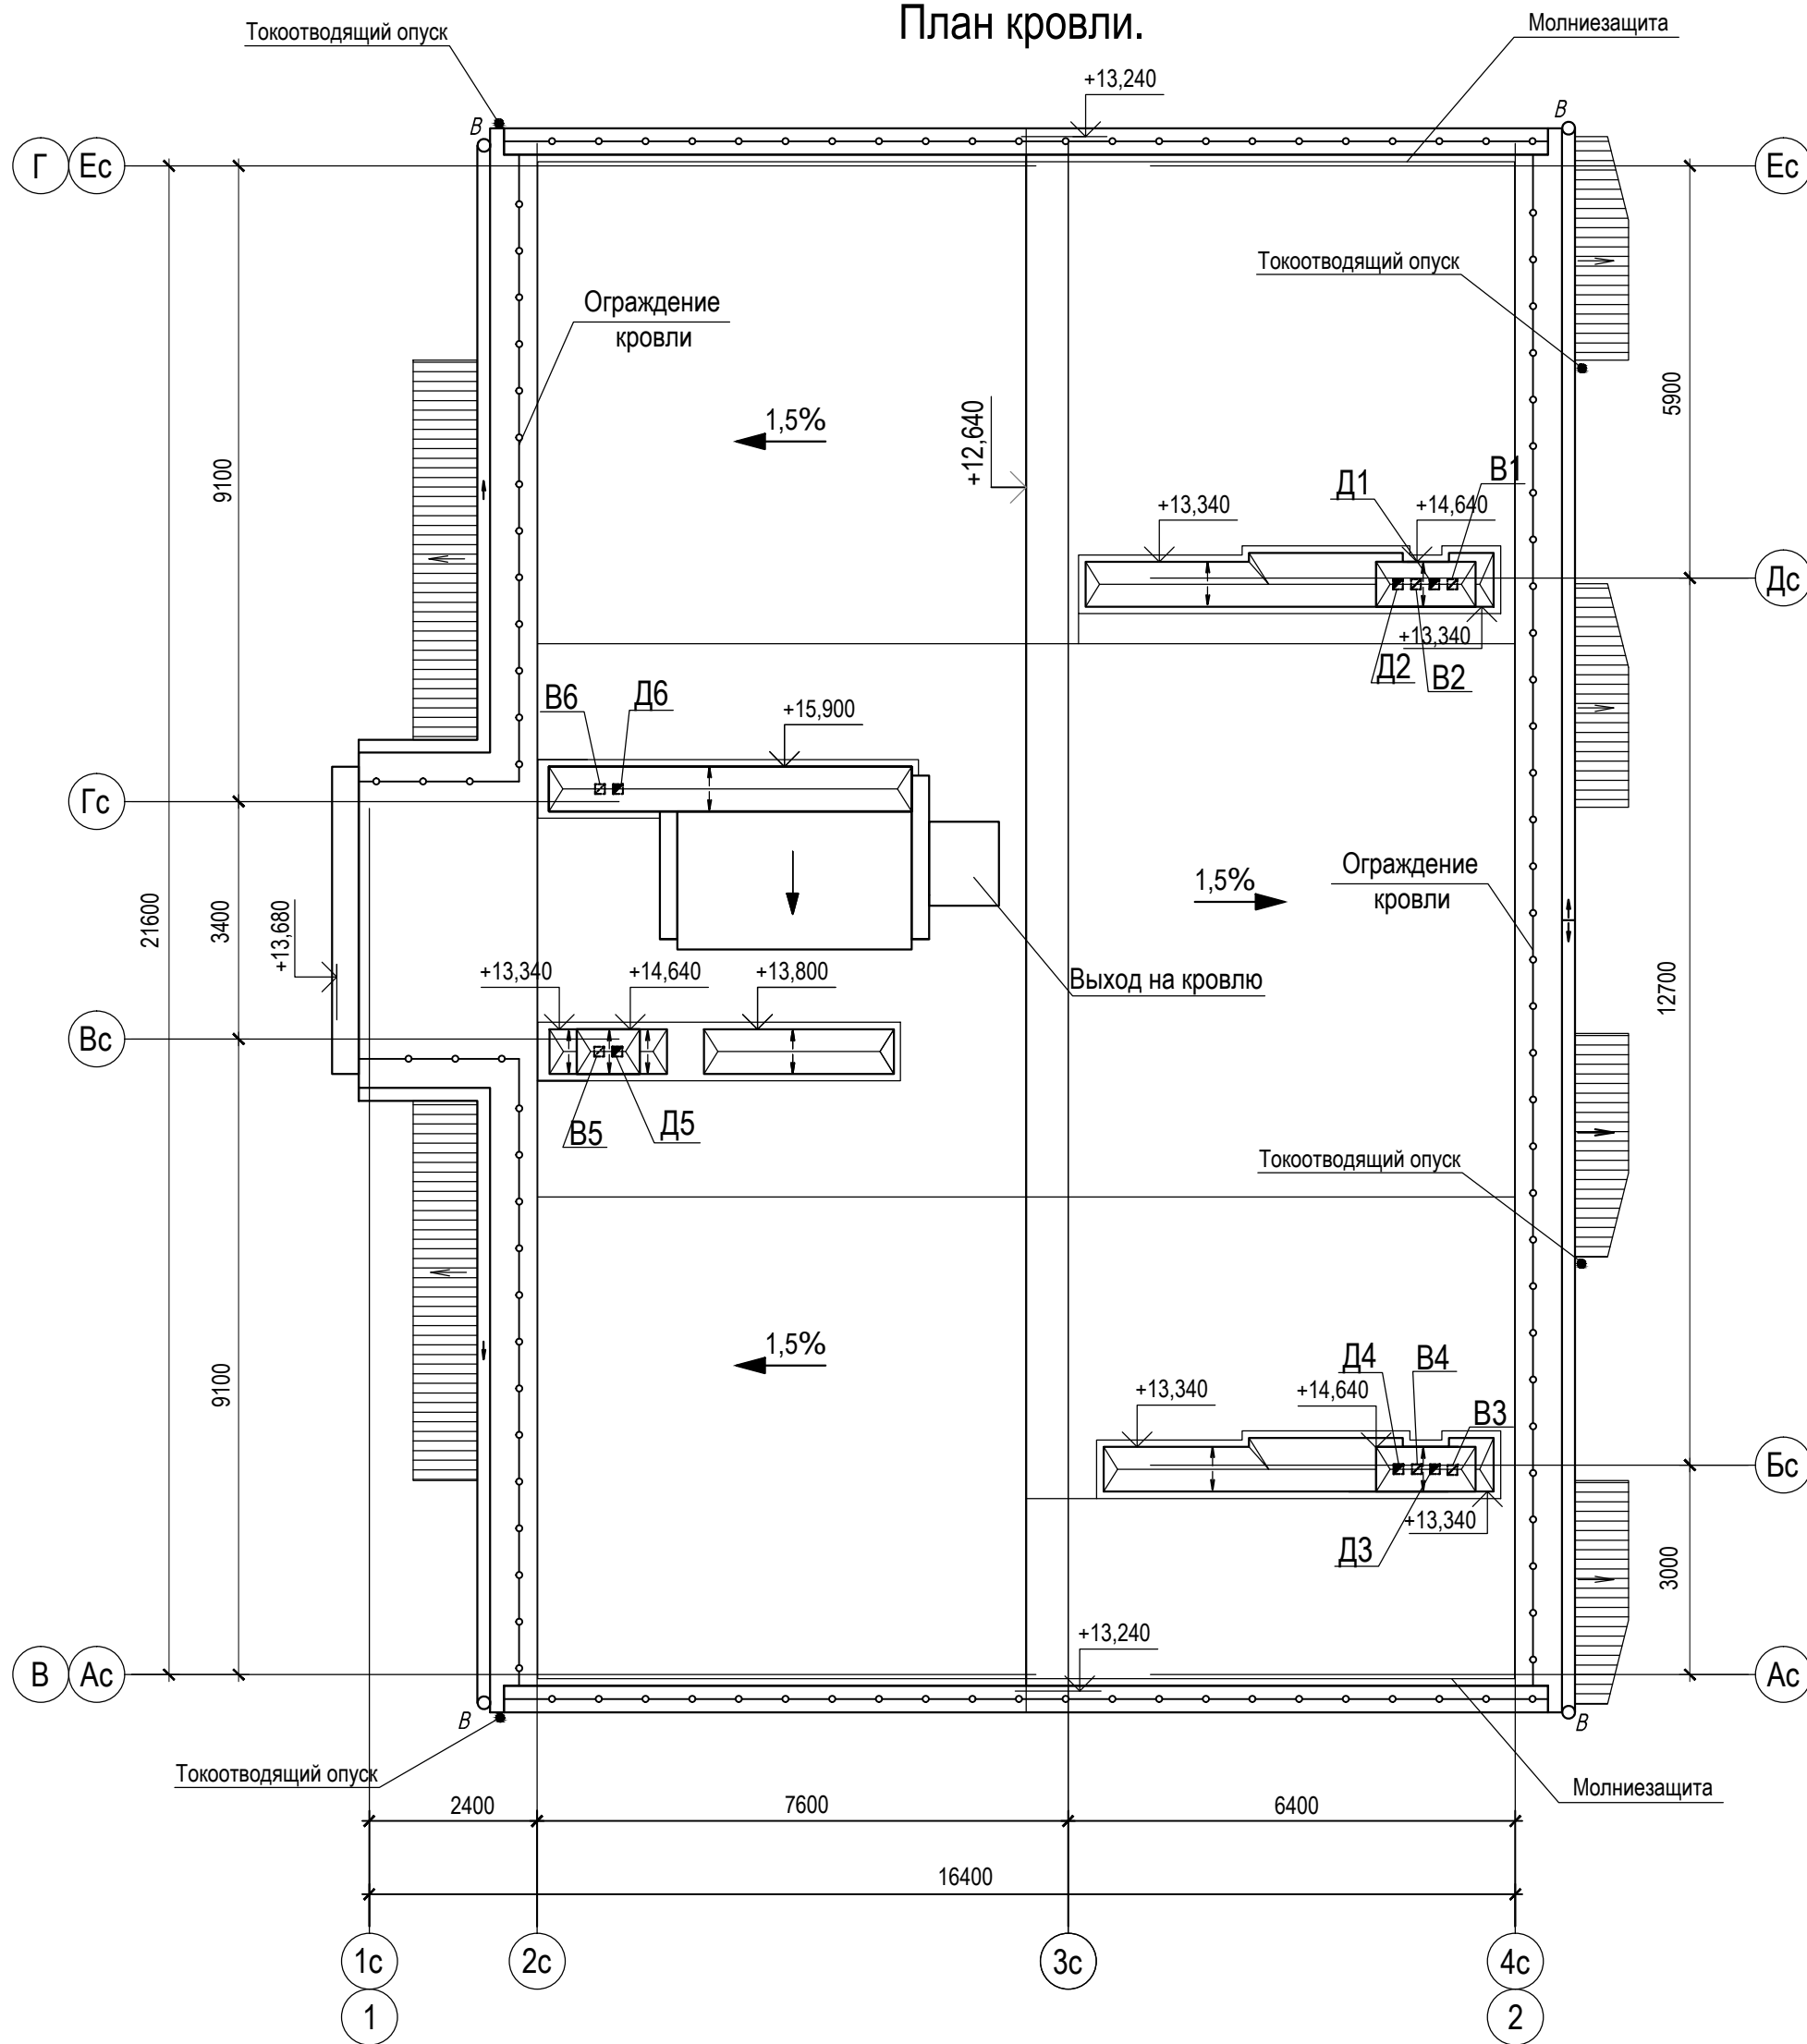 План кровли.
Токоотводящий опуск
Молниезащита
+13,240
В
В
Г
Ес
Ес
Токоотводящий опуск
Ограждение
кровли
5900
1,5%
+12,640
9100
В1
Д1
+13,340
+14,640
Дс
+13,340
Д2
В2
В6
Д6
+15,900
Гс
Ограждение
кровли
1,5%
21600
3400
+13,680
+13,340
+14,640
+13,800
Выход на кровлю
12700
Вс
В5
Д5
Токоотводящий опуск
1,5%
9100
Д4
В4
+13,340
+14,640
В3
Бс
+13,340
Д3
3000
+13,240
В
Ас
Ас
В
В
Токоотводящий опуск
Молниезащита
2400
7600
6400
16400
1с
2с
3с
4с
1
2